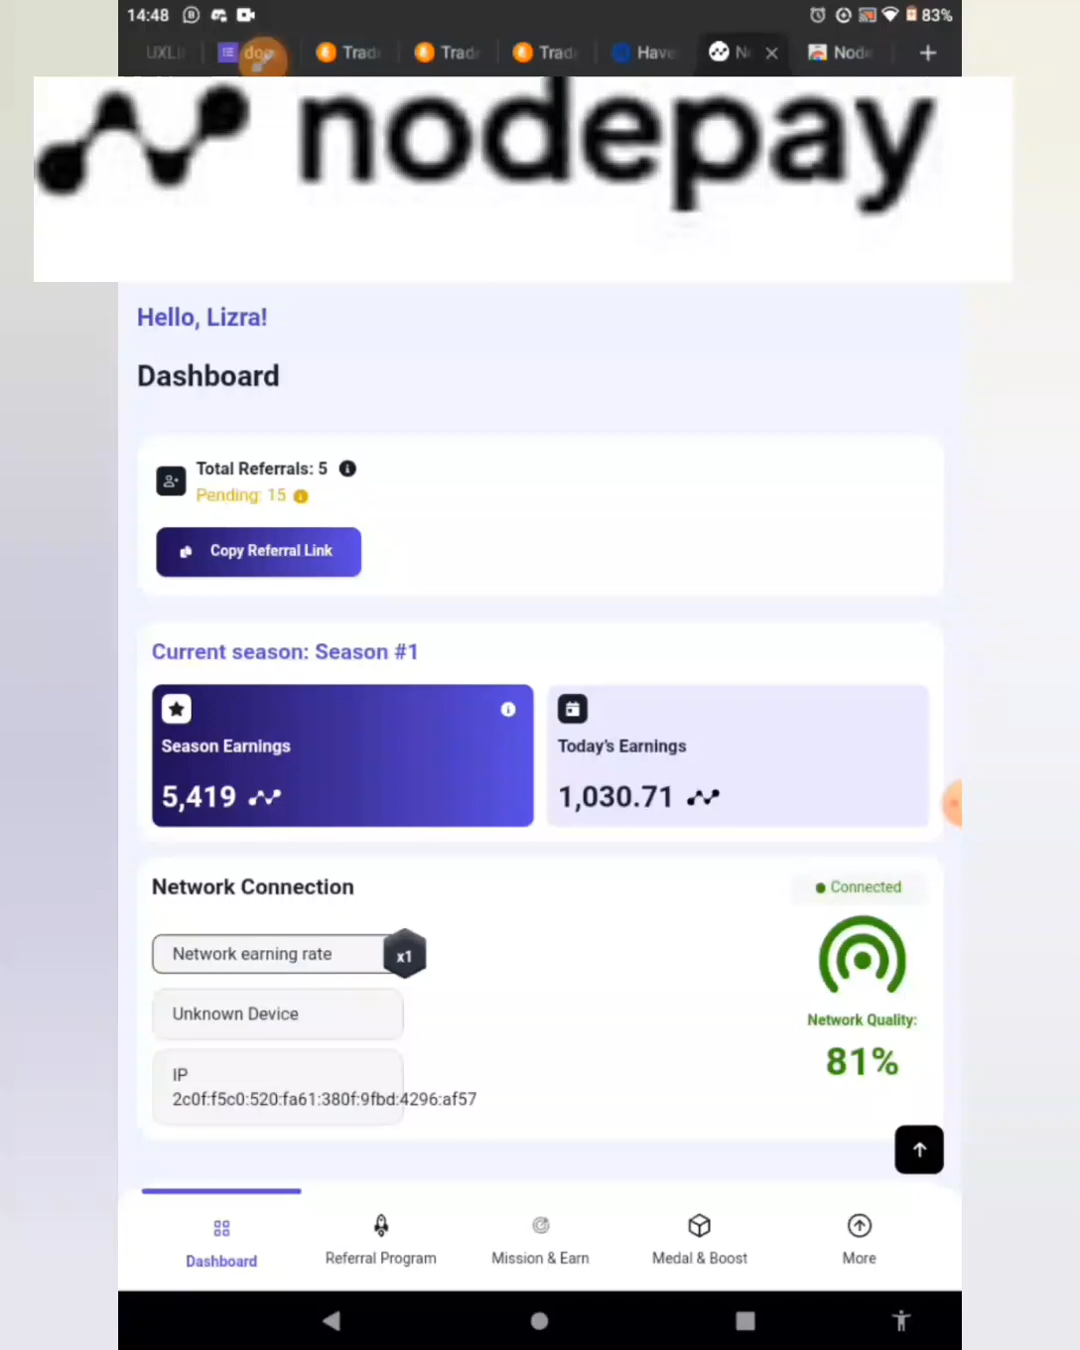 14:48 83%
UXLI do Trad Trad Trad Have N Node
nodepay
Hello, Lizra!
Dashboard
Total Referrals: 5
Pending: 15
Copy Referral Link
Current season: Season #1
Season Earnings
5,419
Today's Earnings
1,030.71
Network Connection
Connected
Network earning rate x1
Unknown Device
IP
2c0f:f5c0:520:fa61:380f:9fbd:4296:af57
Network Quality:
81%
Dashboard Referral Program Mission & Earn Medal & Boost More